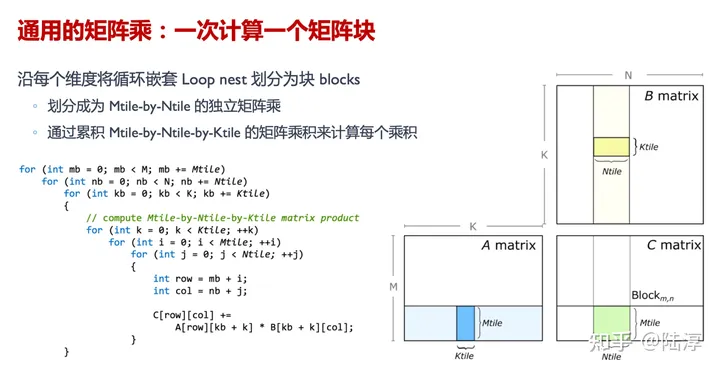 通用的矩阵乘：一次计算一个矩阵块
沿每个维度将循环嵌套 Loop nest 划分为块 blocks
◦ 划分成为 Mtile-by-Ntile 的独立矩阵乘
◦ 通过累积 Mtile-by-Ntile-by-Ktile 的矩阵乘积来计算每个乘积
for (int mb = 0; mb < M; mb += Mtile)
for (int nb = 0; nb < N; nb += Ntile)
for (int kb = 0; kb < K; kb += Ktile)
{
// compute Mtile-by-Ntile-by-Ktile matrix product
for (int k = 0; k < Ktile; ++k)
for (int i = 0; i < Mtile; ++i)
for (int j = 0; j < Ntile; ++j)
{
int row = mb + i;
int col = nb + j;
C[row][col] +=
A[row][kb + k] * B[kb + k][col];
}
}
N
B matrix
K
Ktile
Ntile
K
A matrix
M
Mtile
Ktile
C matrix
Blockm,n
Mtile
Ntile
知乎 @陆淳